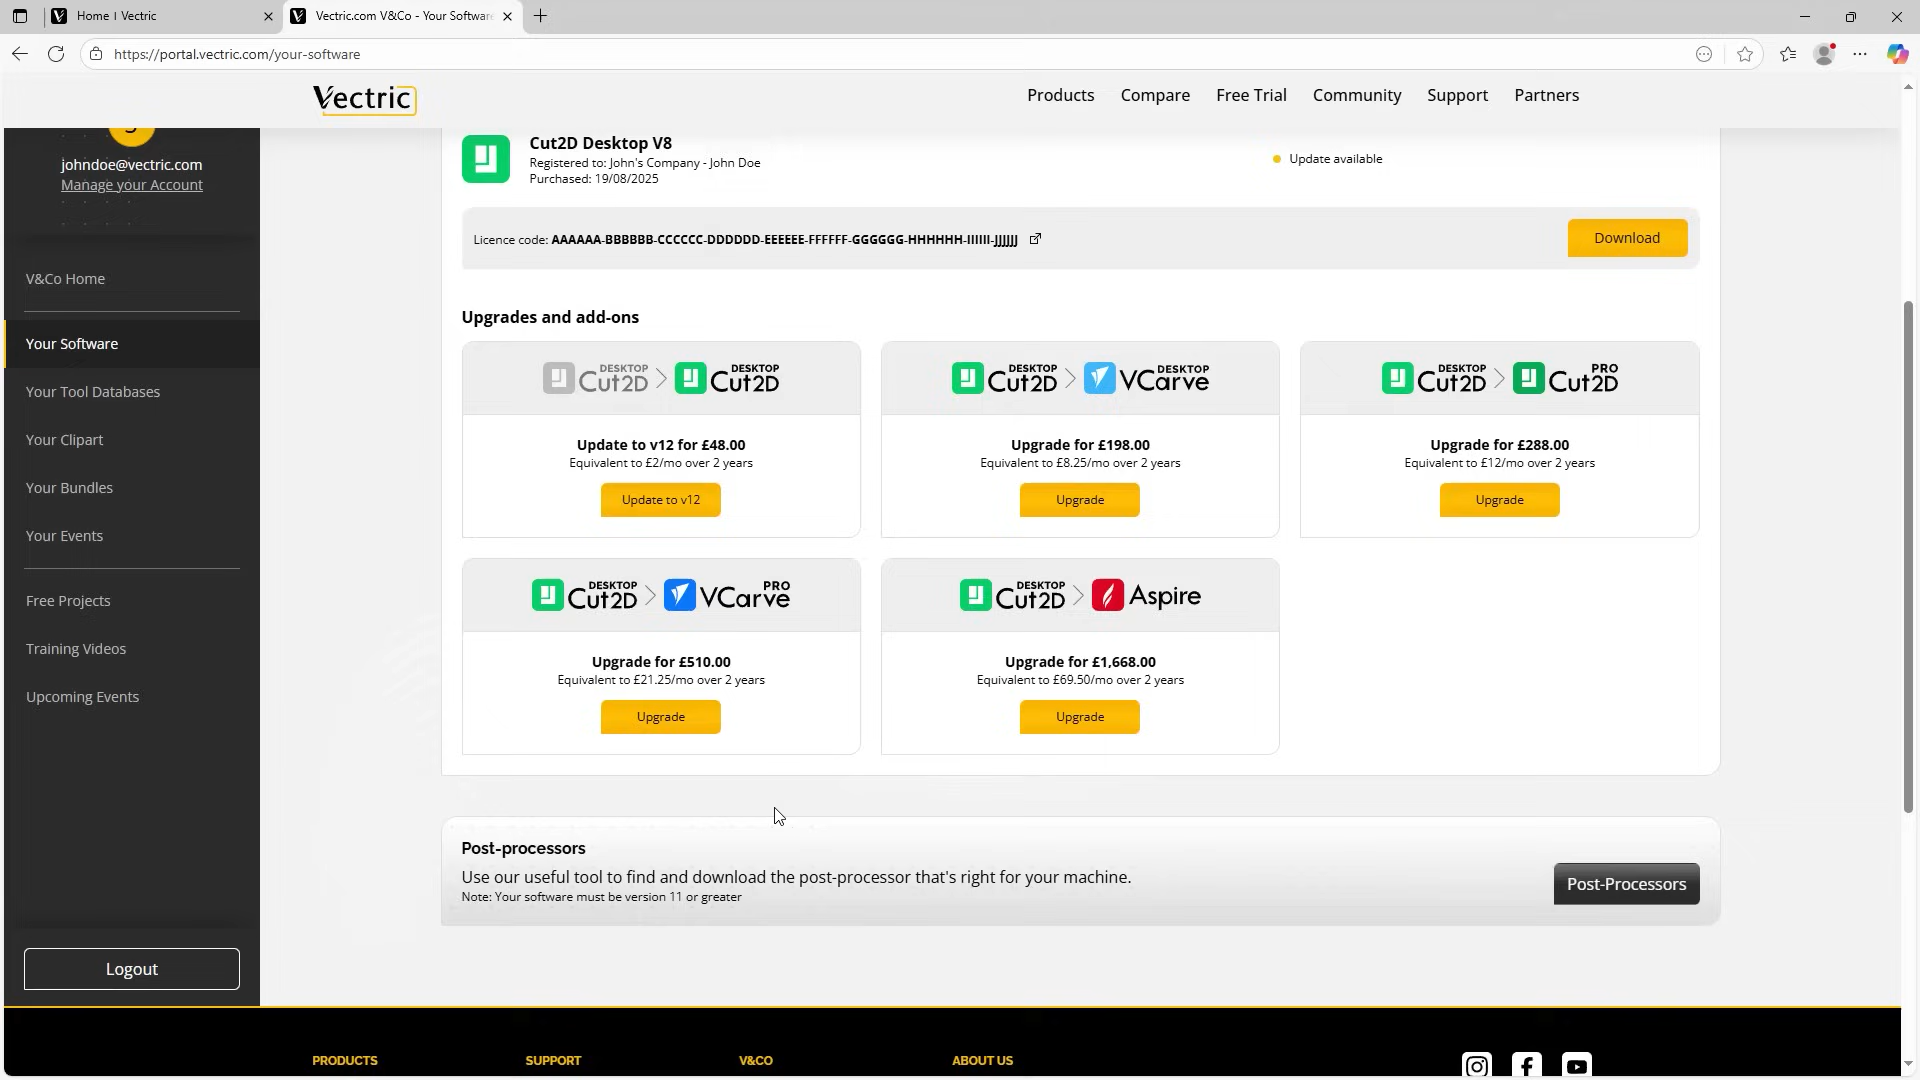 Home | Vectric
Vectric.com V&Co - Your Software
https://portal.vectric.com/your-software
Vectric
Products
Compare
Free Trial
Community
Support
Partners
johndoe@vectric.com
Manage your Account
V&Co Home
Your Software
Your Tool Databases
Your Clipart
Your Bundles
Your Events
Free Projects
Training Videos
Upcoming Events
Logout
Cut2D Desktop V8
Registered to: John's Company - John Doe
Purchased: 19/08/2025
Update available
Licence code: AAAAAA-BBBBBB-CCCCCC-DDDDDD-EEEEEE-FFFFFF-GGGGGG-HHHHHH-IIIIII-JJJJJJ
Download
Upgrades and add-ons
DESKTOP Cut2D > DESKTOP Cut2D
Update to v12 for £48.00
Equivalent to £2/mo over 2 years
Update to v12
DESKTOP Cut2D > DESKTOP VCarve
Upgrade for £198.00
Equivalent to £8.25/mo over 2 years
Upgrade
DESKTOP Cut2D > PRO Cut2D
Upgrade for £288.00
Equivalent to £12/mo over 2 years
Upgrade
DESKTOP Cut2D > PRO VCarve
Upgrade for £510.00
Equivalent to £21.25/mo over 2 years
Upgrade
DESKTOP Cut2D > Aspire
Upgrade for £1,668.00
Equivalent to £69.50/mo over 2 years
Upgrade
Post-processors
Use our useful tool to find and download the post-processor that's right for your machine.
Note: Your software must be version 11 or greater
Post-Processors
PRODUCTS
SUPPORT
V&CO
ABOUT US